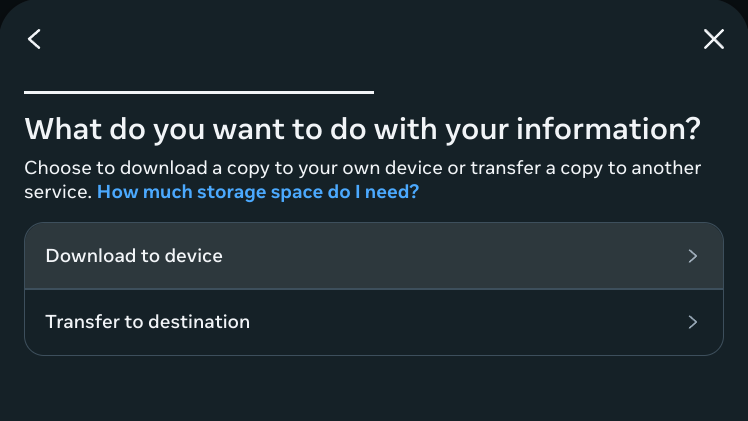 What do you want to do with your information?
Choose to download a copy to your own device or transfer a copy to another
service. How much storage space do I need?
Download to device
Transfer to destination